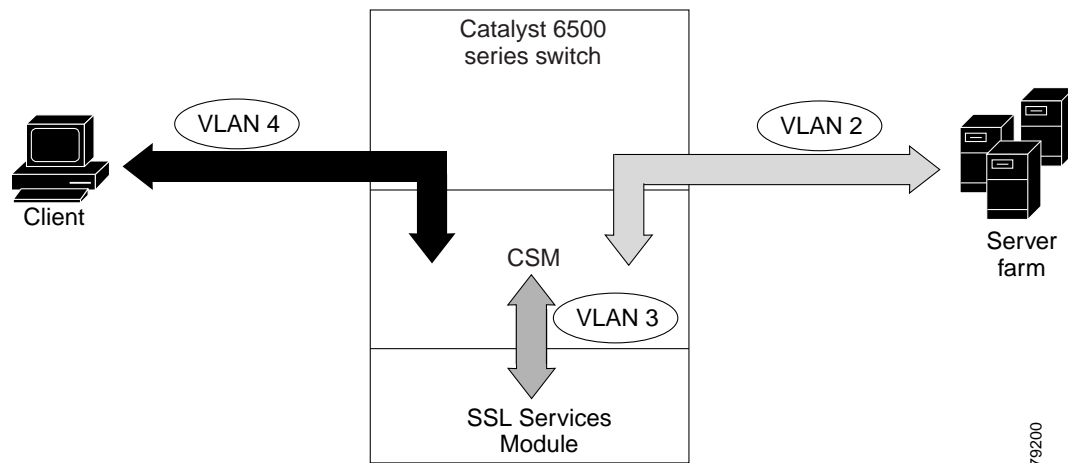 Catalyst 6500
series switch
VLAN 4
VLAN 2
Client
CSM
Server
farm
VLAN 3
SSL Services
Module
79200